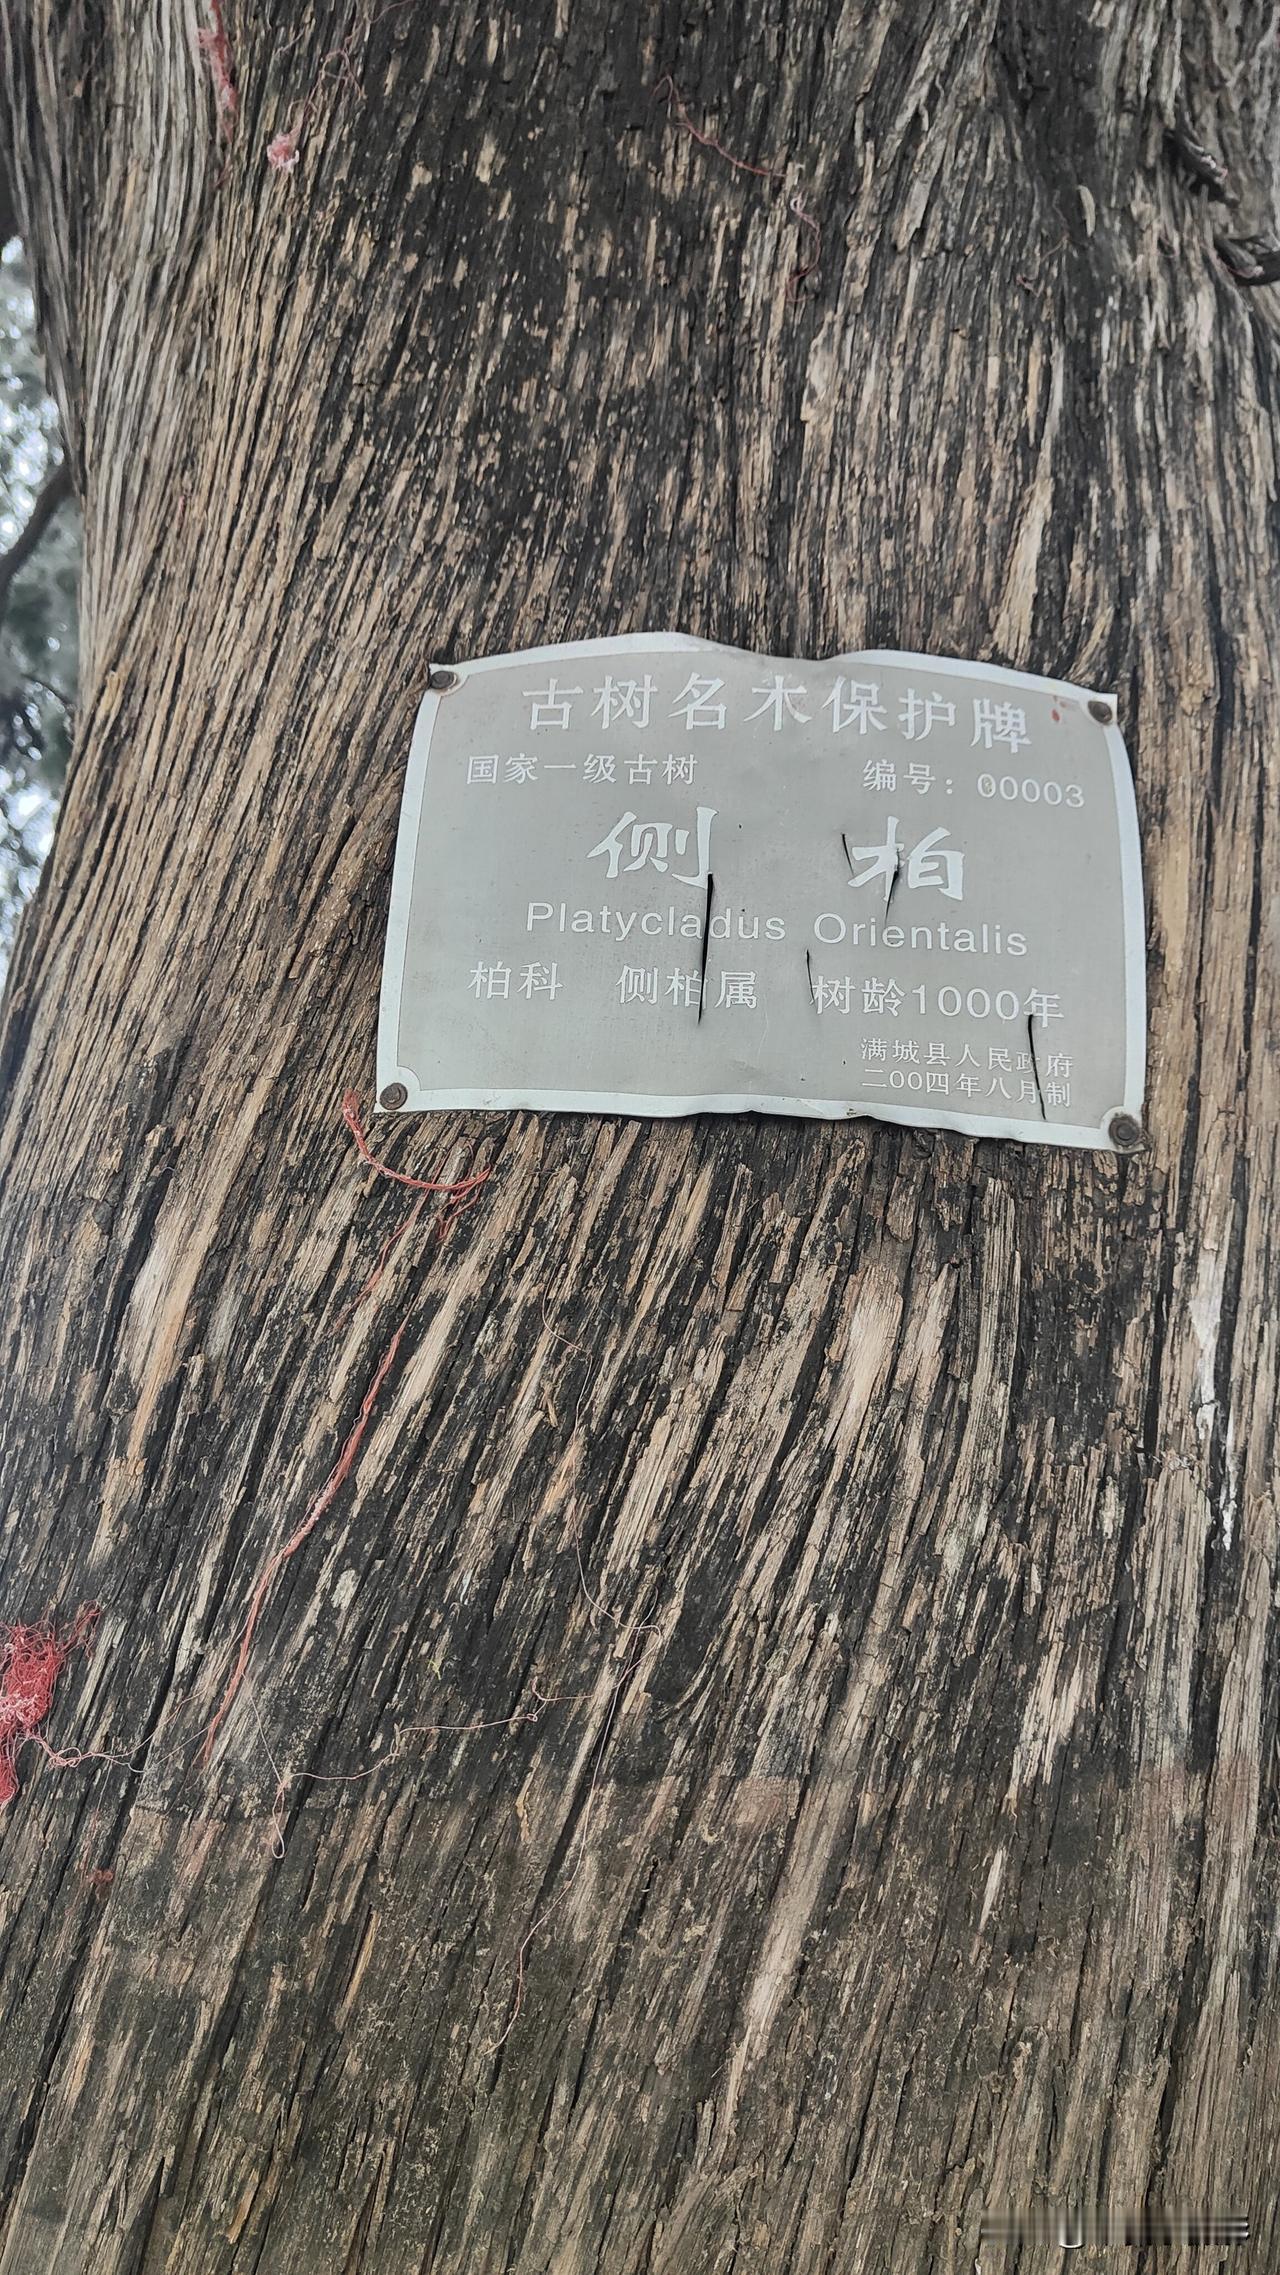 古树名木保护牌
国家一级古树 编号：00003
侧 柏
Platycladus Orientalis
柏科 侧柏属 树龄1000年
满城县人民政府
二00四年八月制